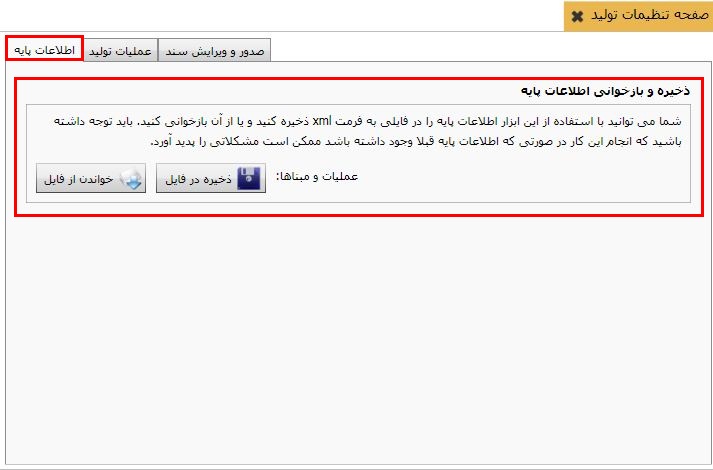 صفحه تنظیمات تولید
صدور و ویرایش سند
عملیات تولید
اطلاعات پایه
ذخیره و بازخوانی اطلاعات پایه
شما می توانید با استفاده از این ابزار اطلاعات پایه را در فایلی به فرمت xml ذخیره کنید و یا از آن بازخوانی کنید. باید توجه داشته
باشید که انجام این کار در صورتی که اطلاعات پایه قبلا وجود داشته باشد ممکن است مشکلاتی را پدید آورد.
عملیات و مبناها:
ذخیره در فایل
خواندن از فایل